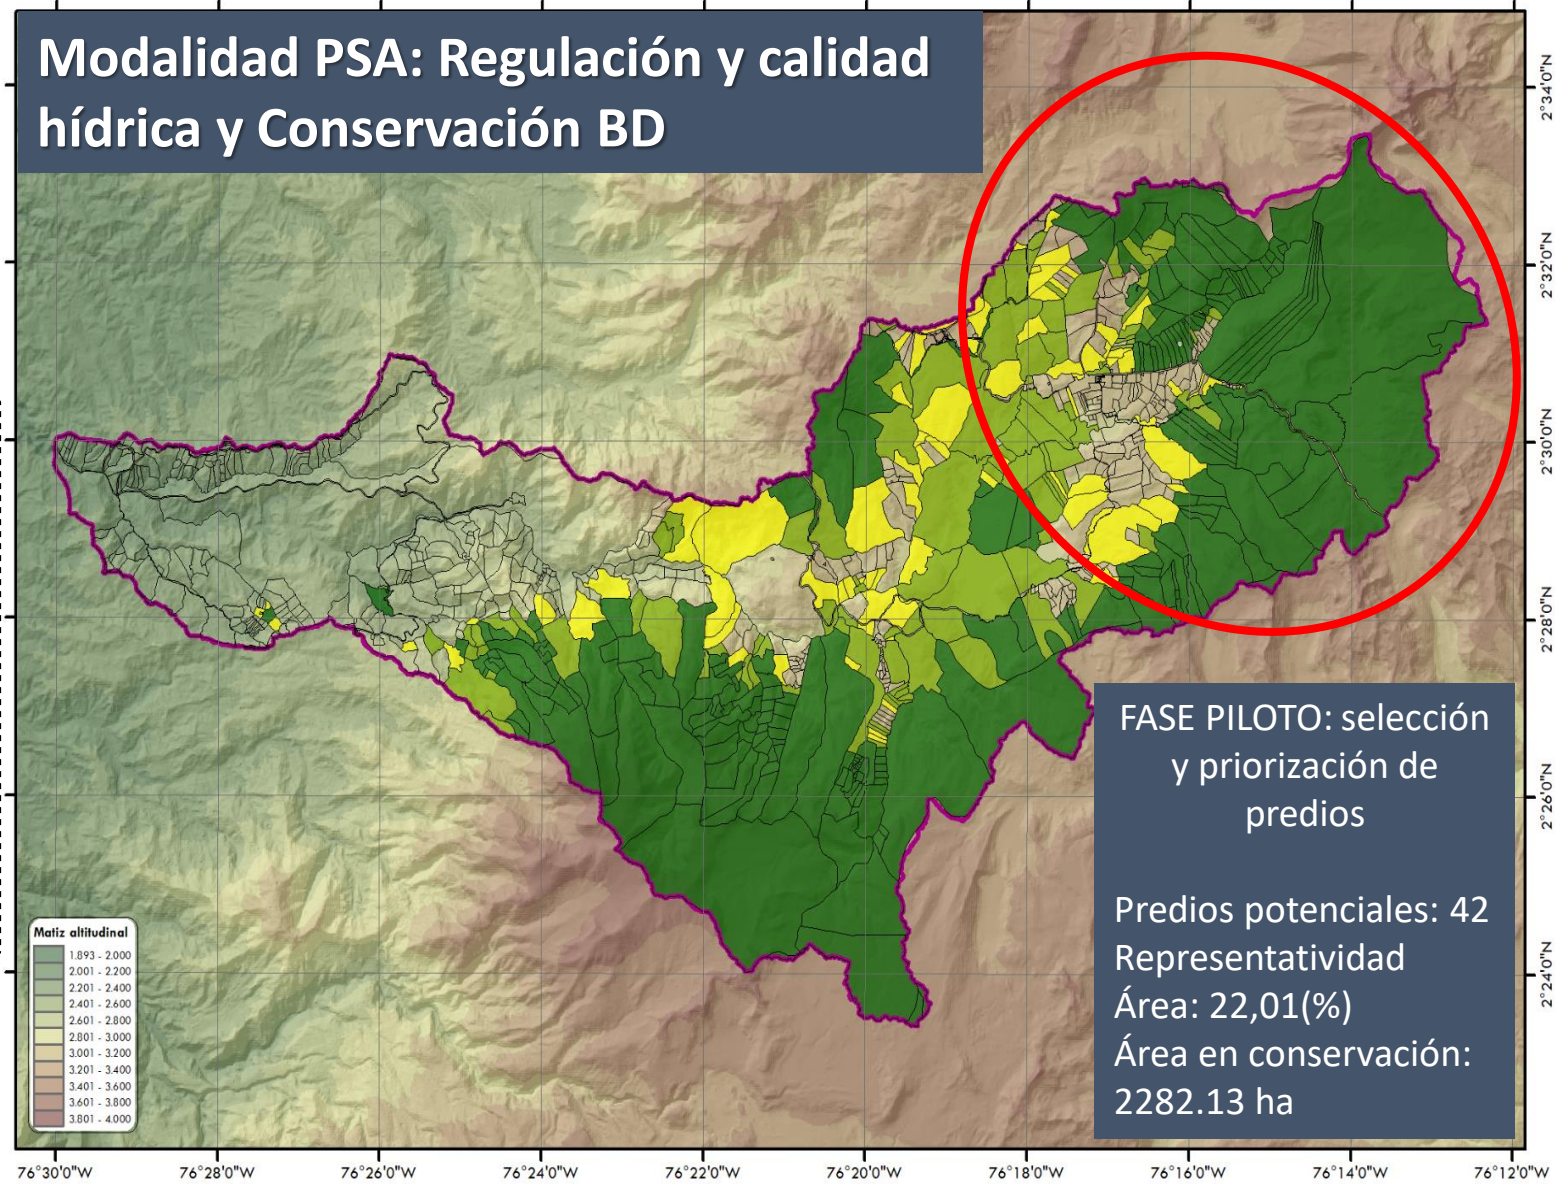 Modalidad PSA: Regulación y calidad
hídrica y Conservación BD
2°34'0"N
2°32'0"N
2°30'0"N
2°28'0"N
2°26'0"N
2°24'0"N
FASE PILOTO: selección
y priorización de
predios
Predios potenciales: 42
Representatividad
Área: 22,01(%)
Área en conservación:
2282.13 ha
Matiz altitudinal
1.893 - 2.000
2.001 - 2.200
2.201 - 2.400
2.401 - 2.600
2.601 - 2.800
2.801 - 3.000
3.001 - 3.200
3.201 - 3.400
3.401 - 3.600
3.601 - 3.800
3.801 - 4.000
76°30'0"W
76°28'0"W
76°26'0"W
76°24'0"W
76°22'0"W
76°20'0"W
76°18'0"W
76°16'0"W
76°14'0"W
76°12'0"W